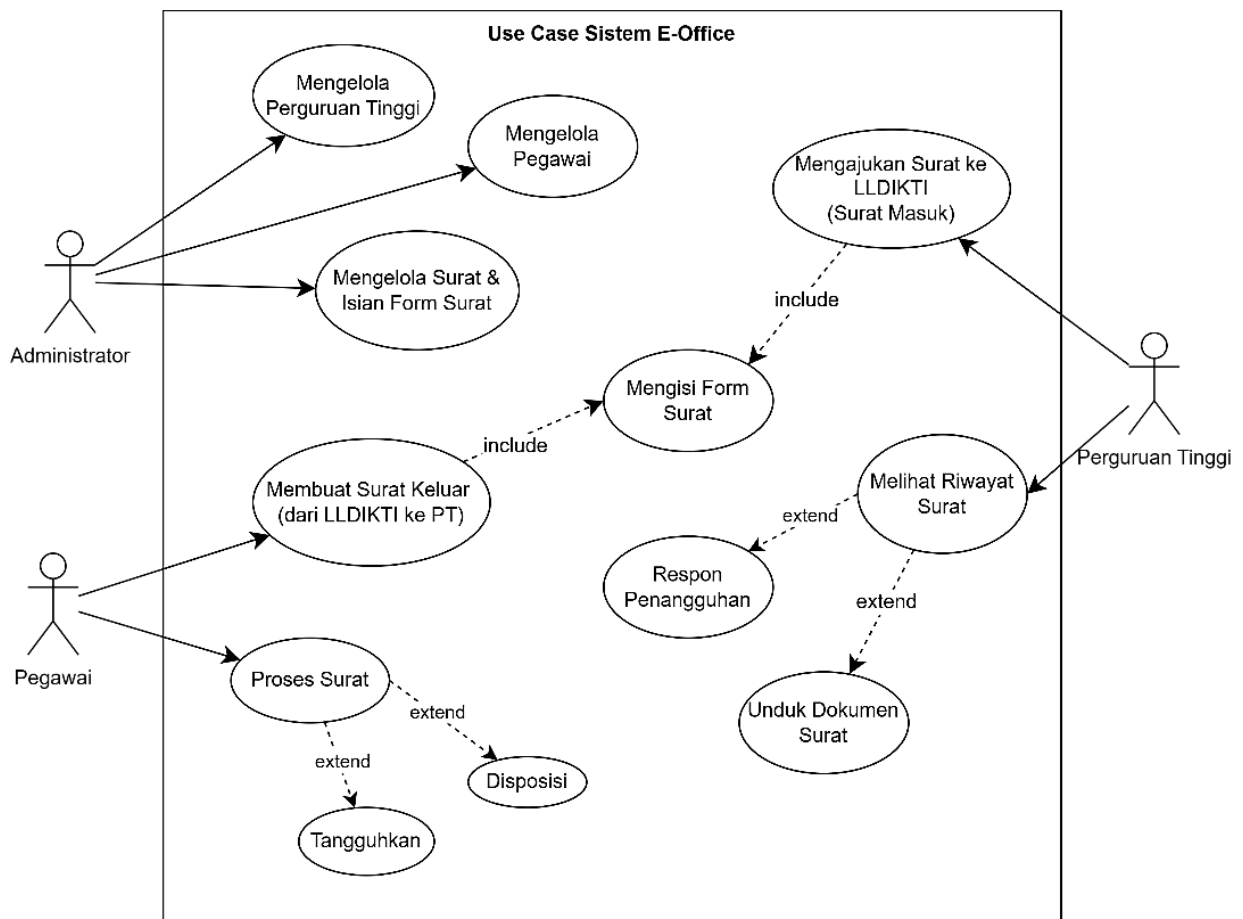 Use Case Sistem E-Office
Mengelola
Perguruan Tinggi
Mengelola
Pegawai
Mengajukan Surat ke
LLDIKTI
(Surat Masuk)
Mengelola Surat &
Isian Form Surat
Administrator
include
Mengisi Form
Surat
Perguruan Tinggi
include
Membuat Surat Keluar
(dari LLDIKTI ke PT)
Melihat Riwayat
Surat
extend
Respon
Penangguhan
extend
Pegawai
Proses Surat
extend
Unduk Dokumen
Surat
extend
Disposisi
Tangguhkan